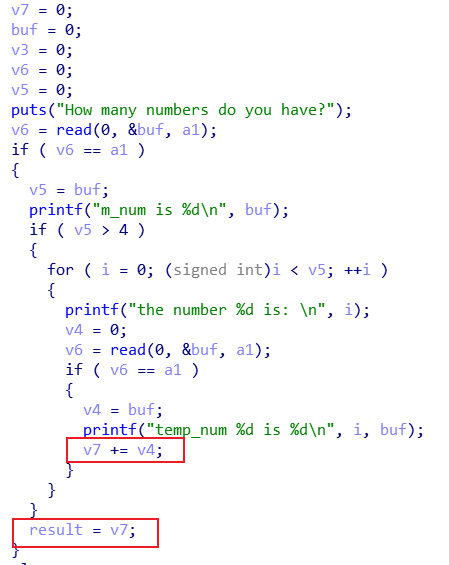 v7 = 0;
buf = 0;
v3 = 0;
v6 = 0;
v5 = 0;
puts("How many numbers do you have?");
v6 = read(0, &buf, a1);
if ( v6 == a1 )
{
v5 = buf;
printf("m_num is %d\n", buf);
if ( v5 > 4 )
{
for ( i = 0; (signed int)i < v5; ++i )
{
printf("the number %d is: \n", i);
v4 = 0;
v6 = read(0, &buf, a1);
if ( v6 == a1 )
{
v4 = buf;
printf("temp_num %d is %d\n", i, buf);
v7 += v4;
}
}
}
result = v7;
}